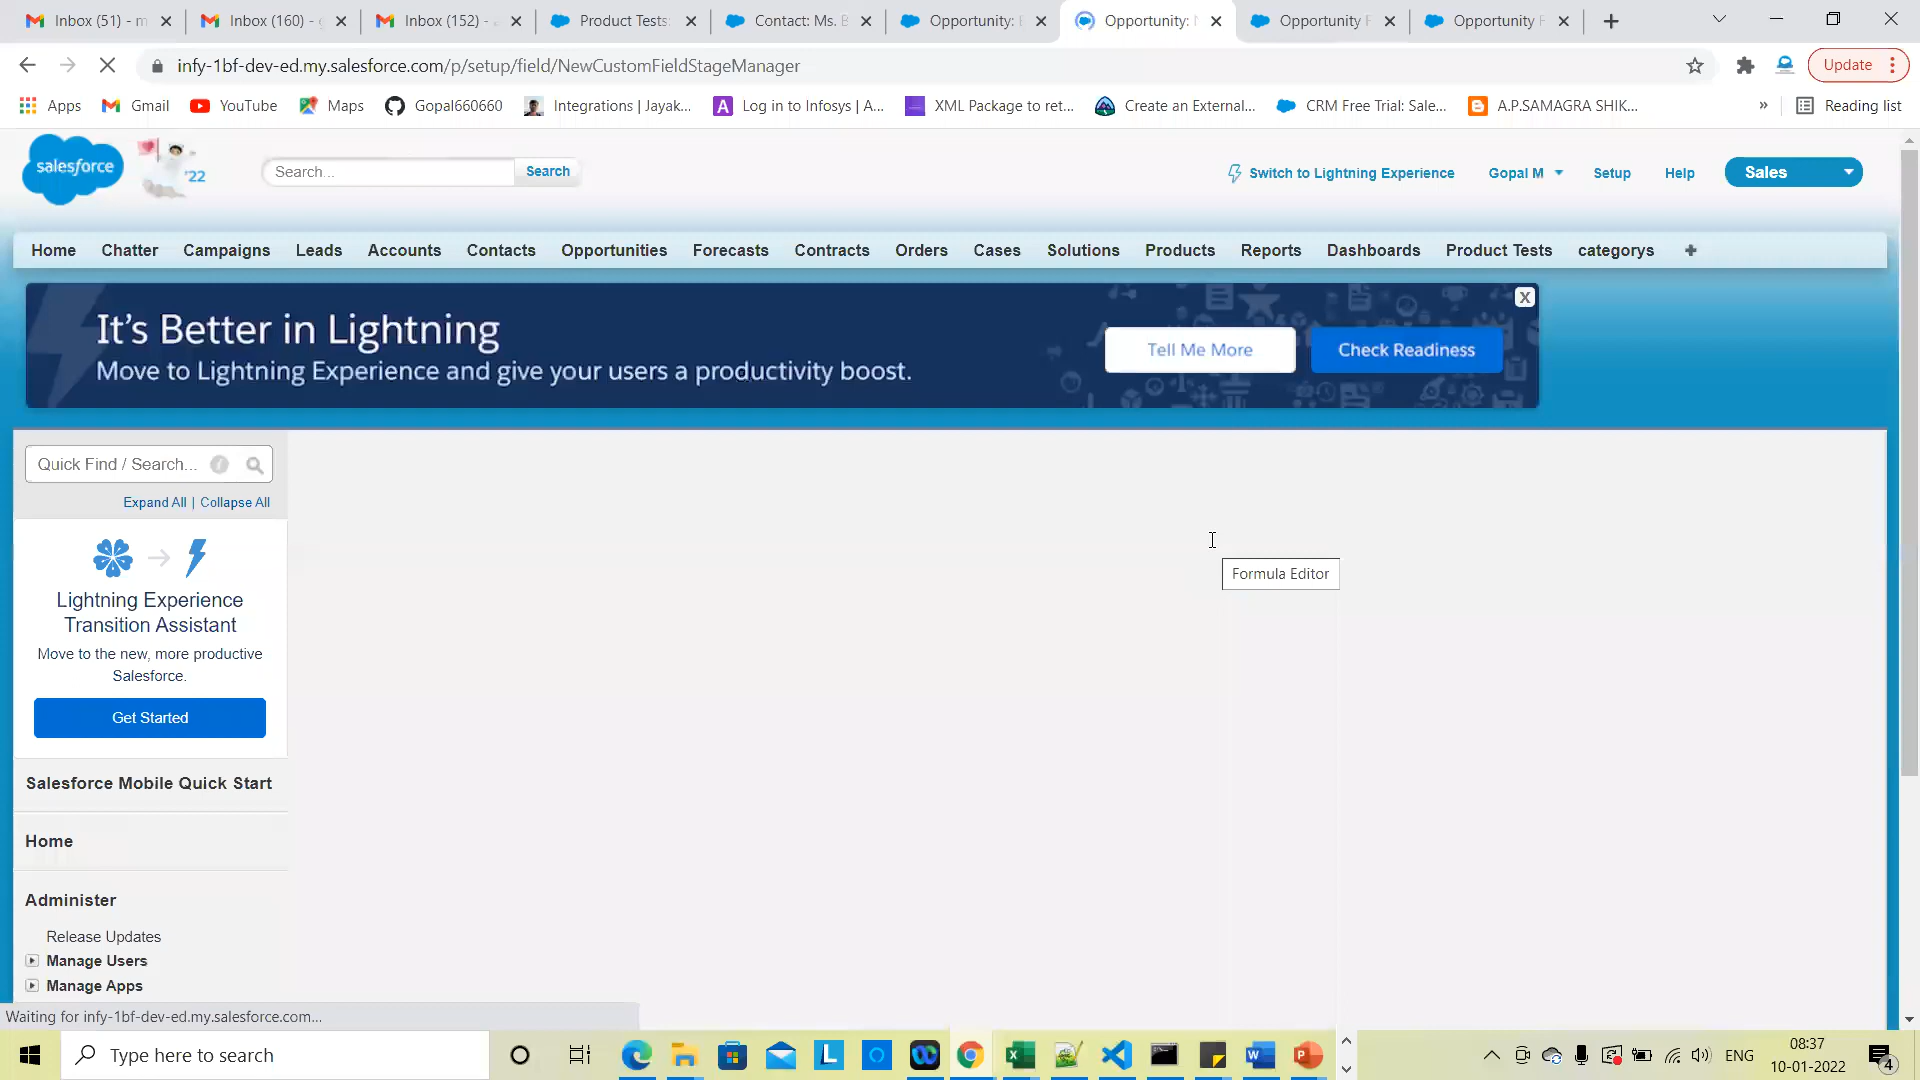 Inbox (51) - m
Inbox (160) - g
Inbox (152) - a
Product Tests:
Contact: Ms. B
Opportunity: E
Opportunity: N
Opportunity F
Opportunity F
infy-1bf-dev-ed.my.salesforce.com/p/setup/field/NewCustomFieldStageManager
Update
Apps
Gmail
YouTube
Maps
Gopal660660
Integrations | Jayak...
Log in to Infosys | A...
XML Package to ret...
Create an External...
CRM Free Trial: Sale...
A.P.SAMAGRA SHIK...
»
Reading list
salesforce
'22
Search...
Search
Switch to Lightning Experience
Gopal M
Setup
Help
Sales
Home
Chatter
Campaigns
Leads
Accounts
Contacts
Opportunities
Forecasts
Contracts
Orders
Cases
Solutions
Products
Reports
Dashboards
Product Tests
categorys
+
It's Better in Lightning
Move to Lightning Experience and give your users a productivity boost.
Tell Me More
Check Readiness
X
Quick Find / Search...
Expand All | Collapse All
Lightning Experience
Transition Assistant
Move to the new, more productive
Salesforce.
Get Started
Salesforce Mobile Quick Start
Home
Administer
Release Updates
Manage Users
Manage Apps
Formula Editor
Waiting for infy-1bf-dev-ed.my.salesforce.com...
Type here to search
ENG
08:37
10-01-2022
4